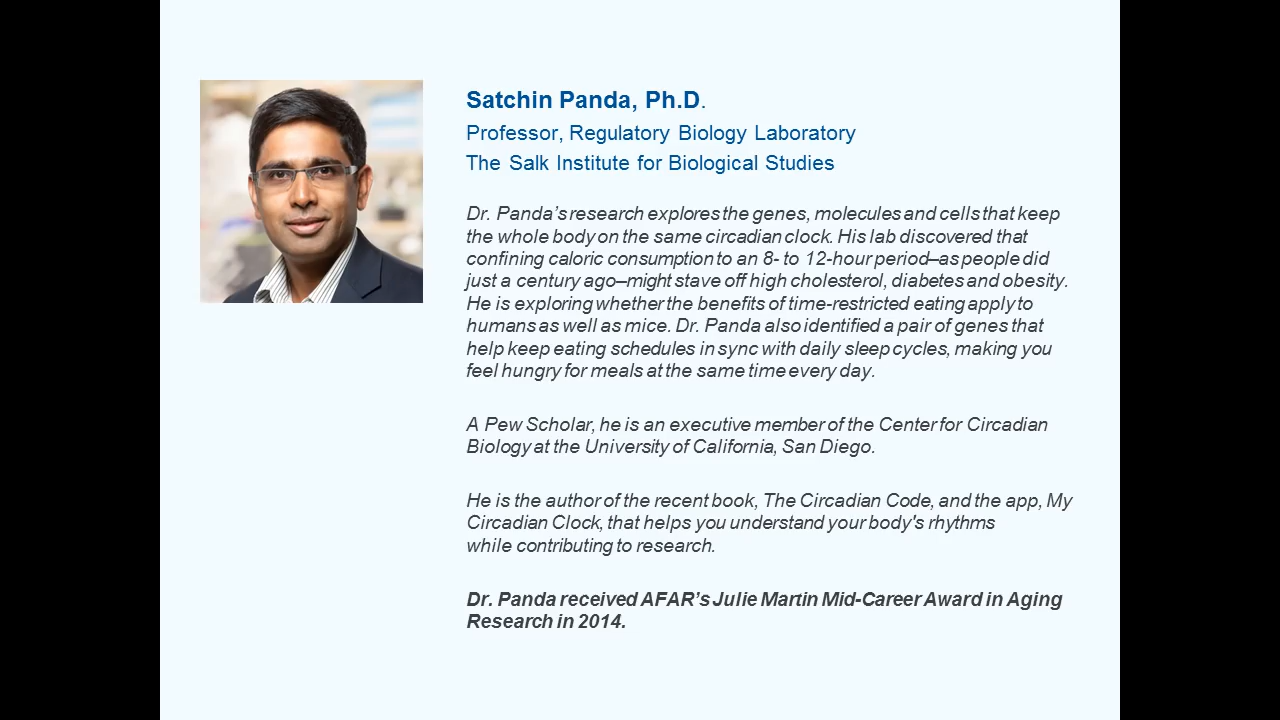 Satchin Panda, Ph.D.
Professor, Regulatory Biology Laboratory
The Salk Institute for Biological Studies
Dr. Panda’s research explores the genes, molecules and cells that keep
the whole body on the same circadian clock. His lab discovered that
confining caloric consumption to an 8- to 12-hour period–as people did
just a century ago–might stave off high cholesterol, diabetes and obesity.
He is exploring whether the benefits of time-restricted eating apply to
humans as well as mice. Dr. Panda also identified a pair of genes that
help keep eating schedules in sync with daily sleep cycles, making you
feel hungry for meals at the same time every day.
A Pew Scholar, he is an executive member of the Center for Circadian
Biology at the University of California, San Diego.
He is the author of the recent book, The Circadian Code, and the app, My
Circadian Clock, that helps you understand your body's rhythms
while contributing to research.
Dr. Panda received AFAR’s Julie Martin Mid-Career Award in Aging
Research in 2014.